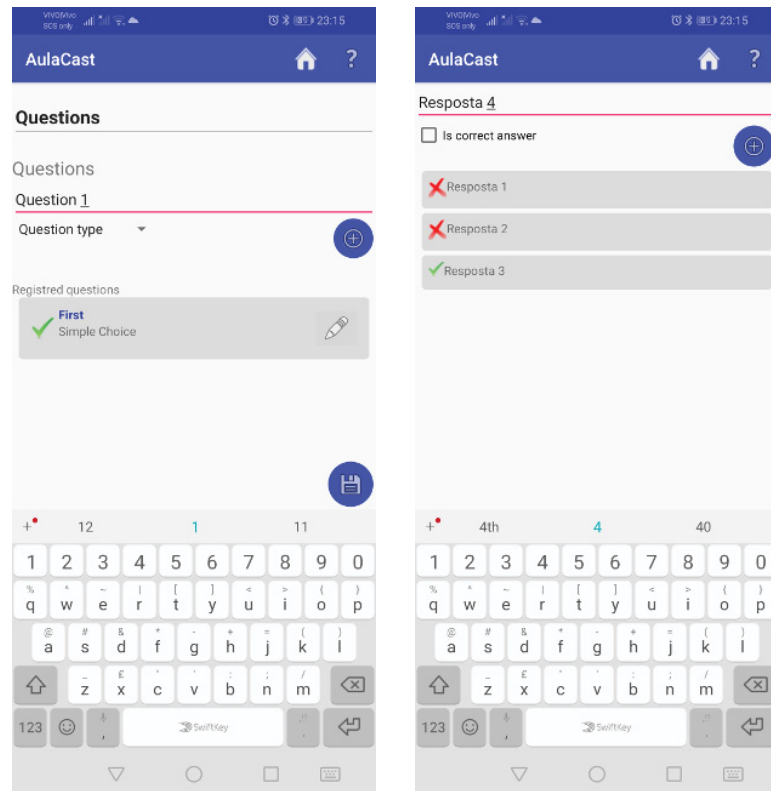 VIVO|Vivo
SOS only
23:15
AulaCast
?
Questions
Questions
Question 1
Question type
Registred questions
First
Simple Choice
12 1 11
1 2 3 4 5 6 7 8 9 0
q w e r t y u i o p
a s d f g h j k l
z x c v b n m
123 , SwiftKey .
VIVO|Vivo
SOS only
23:15
AulaCast
?
Resposta 4
Is correct answer
Resposta 1
Resposta 2
Resposta 3
4th 4 40
1 2 3 4 5 6 7 8 9 0
q w e r t y u i o p
a s d f g h j k l
z x c v b n m
123 , SwiftKey .